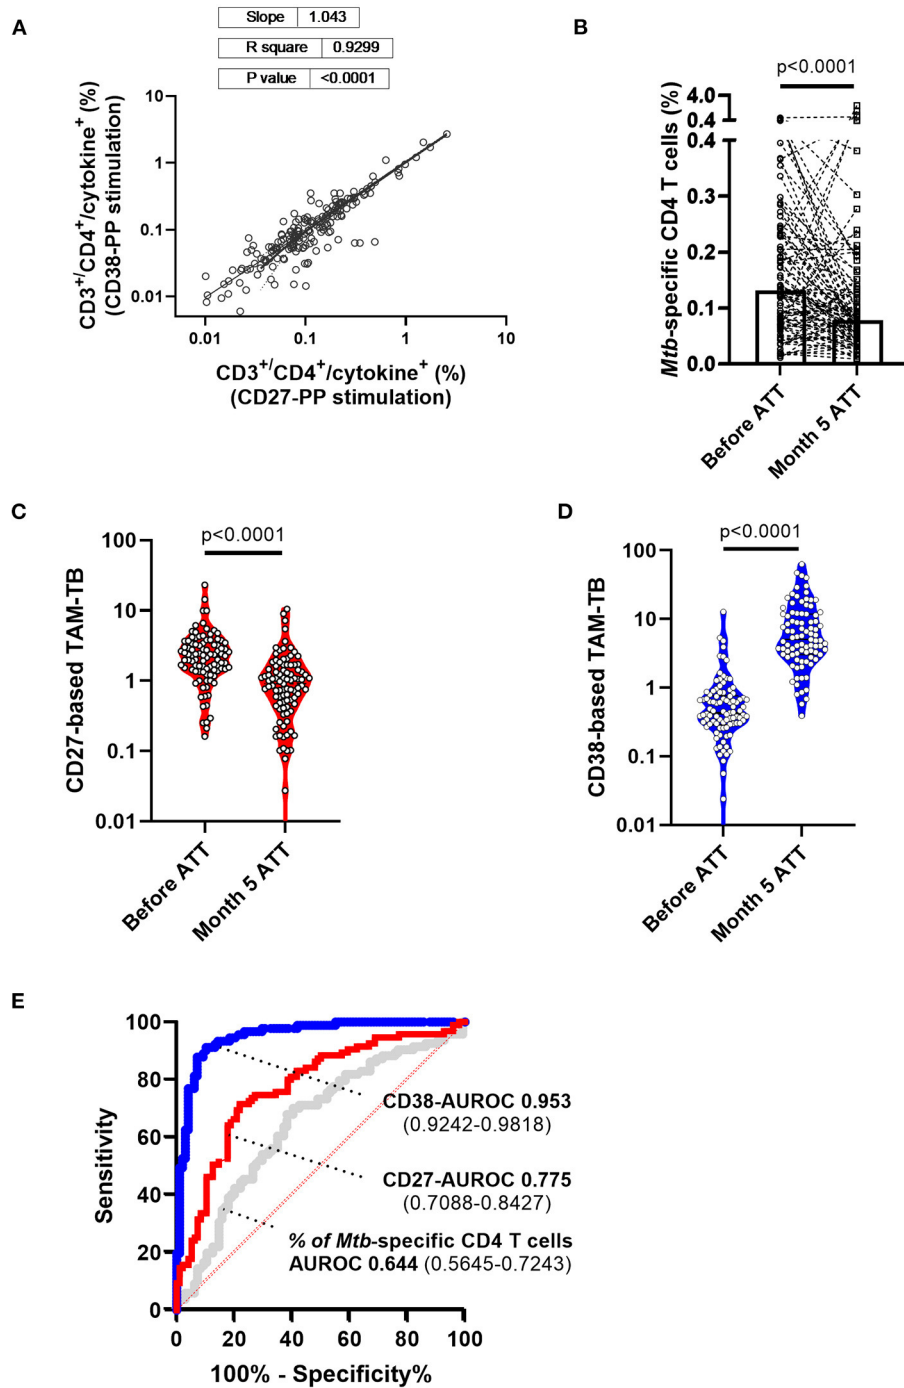 A
Slope 1.043
R square 0.9299
P value <0.0001
CD3+/CD4+/cytokine+ (%)
(CD38-PP stimulation)
10
1
0.1
0.01
0.01 0.1 1 10
CD3+/CD4+/cytokine+ (%)
(CD27-PP stimulation)
B
p<0.0001
Mtb-specific CD4 T cells (%)
4.0
0.4
0.4
0.3
0.2
0.1
0.0
Before ATT
Month 5 ATT
C
p<0.0001
CD27-based TAM-TB
100
10
1
0.1
0.01
Before ATT
Month 5 ATT
D
p<0.0001
CD38-based TAM-TB
100
10
1
0.1
0.01
Before ATT
Month 5 ATT
E
Sensitivity
100
80
60
40
20
0
0 20 40 60 80 100
100% - Specificity%
CD38-AUROC 0.953
(0.9242-0.9818)
CD27-AUROC 0.775
(0.7088-0.8427)
% of Mtb-specific CD4 T cells
AUROC 0.644 (0.5645-0.7243)